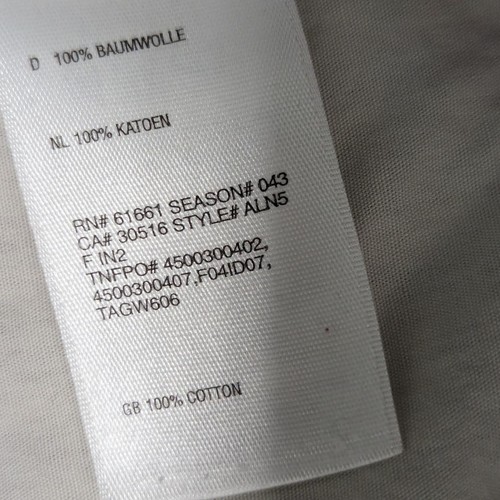 D 100% BAUMWOLLE
NL 100% KATOEN
RN# 61661 SEASON# 043
CA# 30516 STYLE# ALN5
F IN2
TNFPO# 4500300402,
4500300407,F04ID07,
TAGW606
GB 100% COTTON